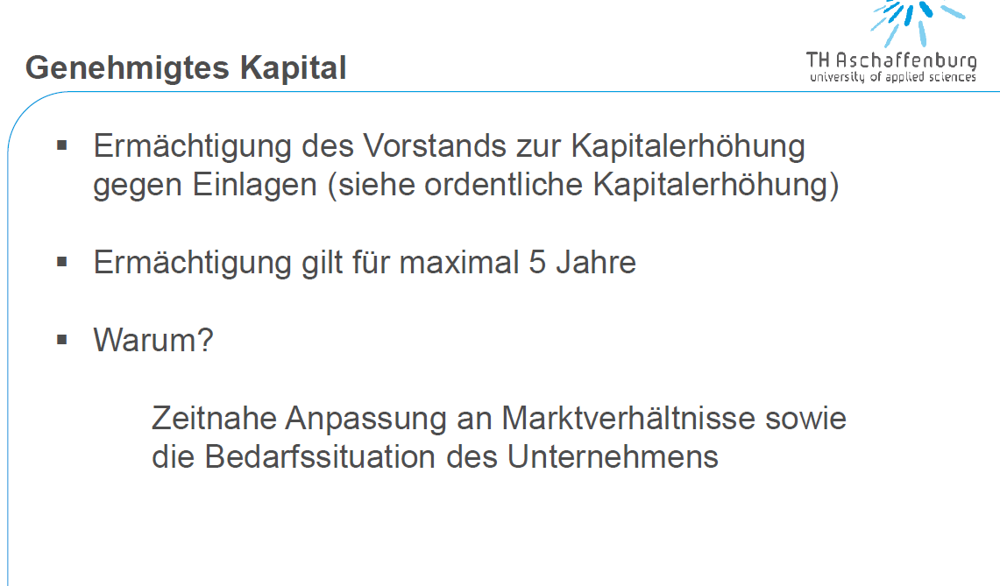 Genehmigtes Kapital
TH Aschaffenburg
university of applied sciences
▪ Ermächtigung des Vorstands zur Kapitalerhöhung
gegen Einlagen (siehe ordentliche Kapitalerhöhung)
▪ Ermächtigung gilt für maximal 5 Jahre
▪ Warum?
Zeitnahe Anpassung an Marktverhältnisse sowie
die Bedarfssituation des Unternehmens